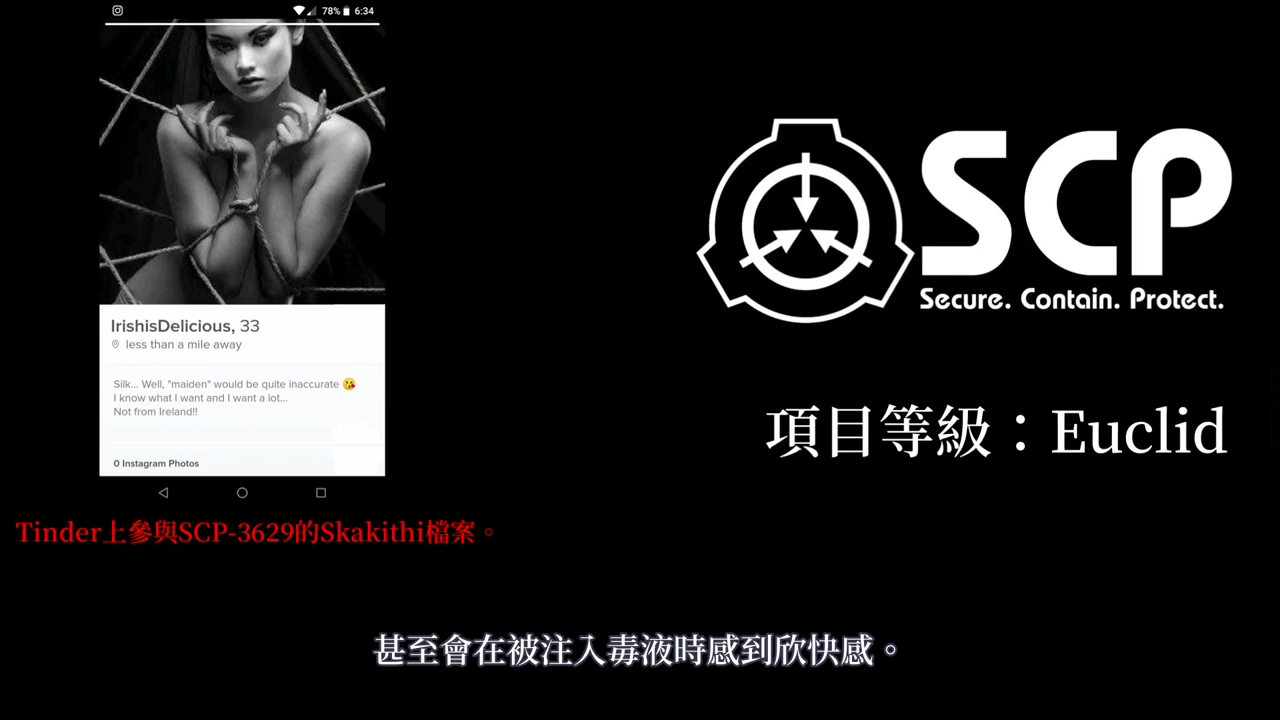 78% 6:34
IrishisDelicious, 33
less than a mile away
Silk... Well, "maiden" would be quite inaccurate 😘
I know what I want and I want a lot...
Not from Ireland!!
0 Instagram Photos
Tinder上參與SCP-3629的Skakithi檔案。
SCP
Secure. Contain. Protect.
項目等級：Euclid
甚至會在被注入毒液時感到欣快感。